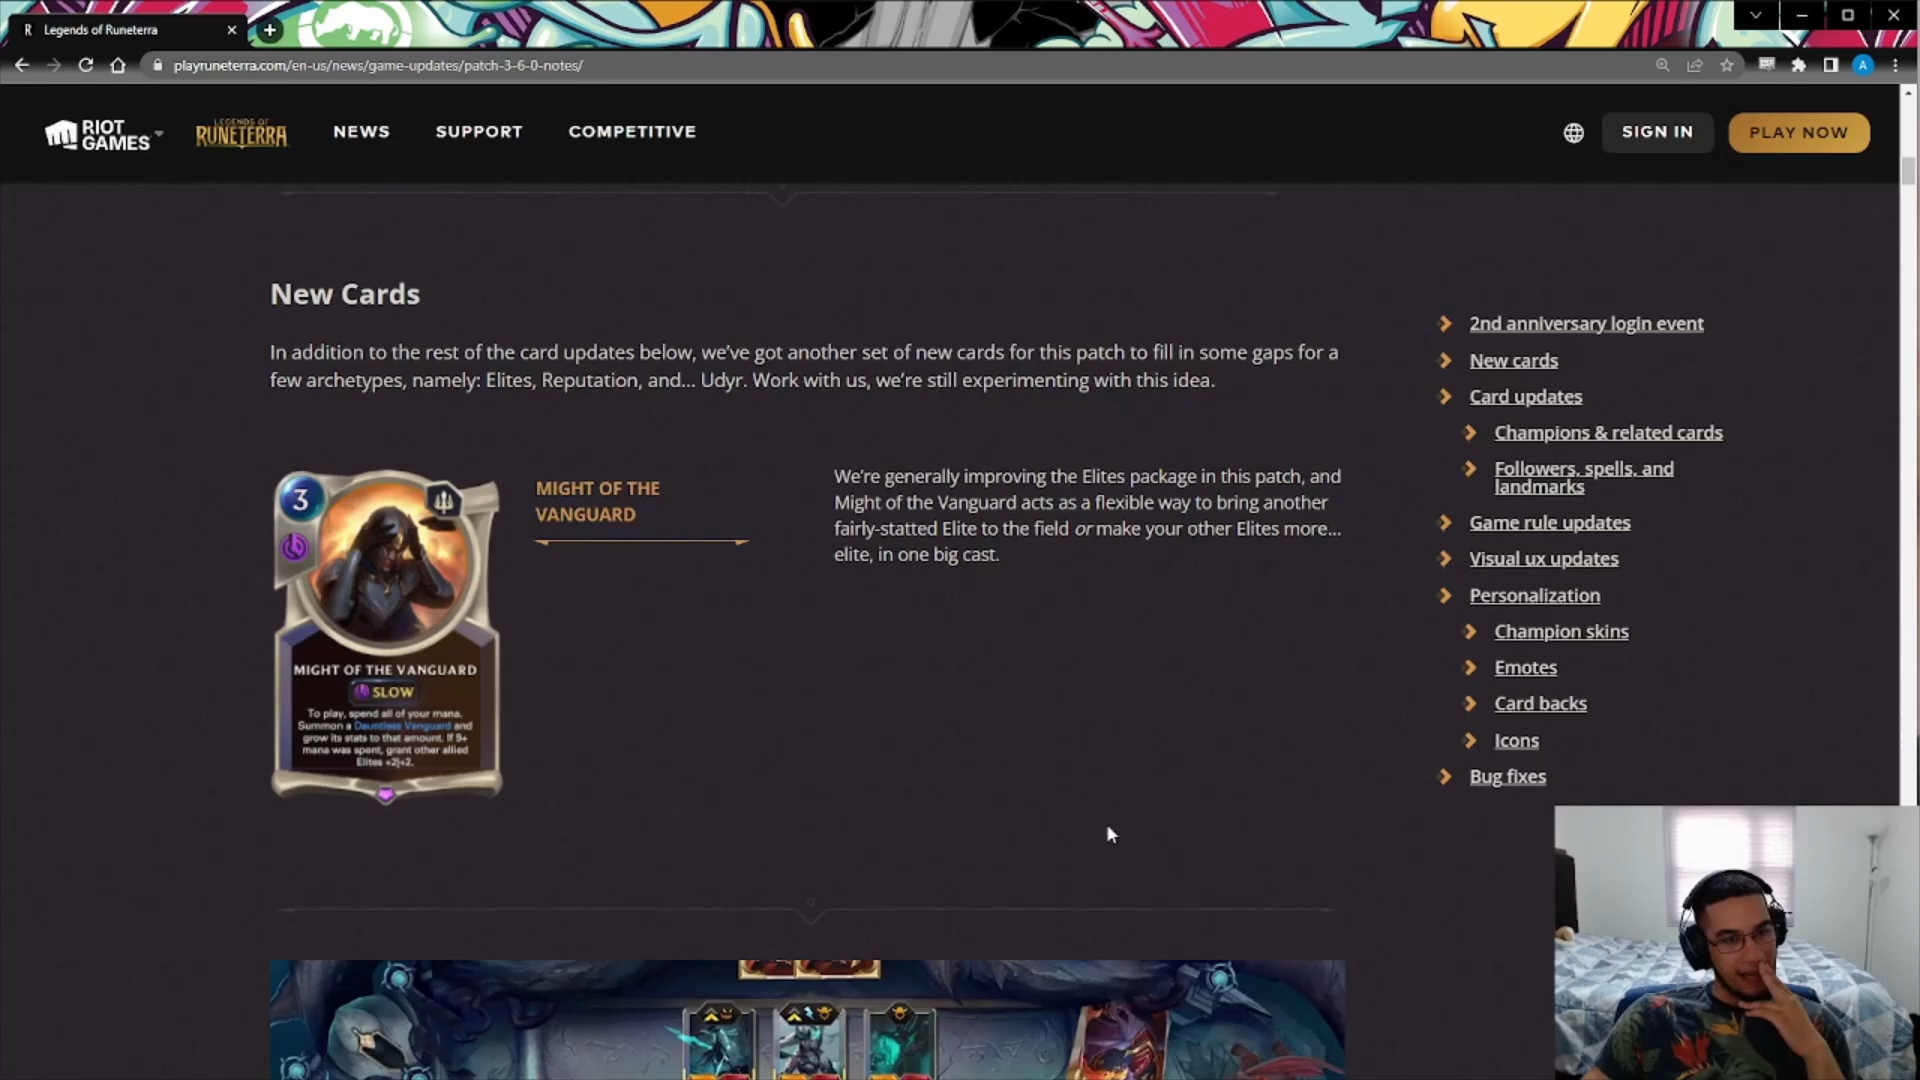 R Legends of Runeterra
playruneterra.com/en-us/news/game-updates/patch-3-6-0-notes/
A
RIOT GAMES
LEGENDS OF RUNETERRA
NEWS
SUPPORT
COMPETITIVE
SIGN IN
PLAY NOW
New Cards
In addition to the rest of the card updates below, we've got another set of new cards for this patch to fill in some gaps for a
few archetypes, namely: Elites, Reputation, and... Udyr. Work with us, we're still experimenting with this idea.
3
MIGHT OF THE VANGUARD
SLOW
To play, spend all of your mana.
Summon a Dauntless Vanguard and
grow its stats to that amount. If 9+
mana was spent, grant other allied
Elites +2|+2.
MIGHT OF THE
VANGUARD
We're generally improving the Elites package in this patch, and
Might of the Vanguard acts as a flexible way to bring another
fairly-statted Elite to the field or make your other Elites more...
elite, in one big cast.
2nd anniversary login event
New cards
Card updates
Champions & related cards
Followers, spells, and
landmarks
Game rule updates
Visual ux updates
Personalization
Champion skins
Emotes
Card backs
Icons
Bug fixes